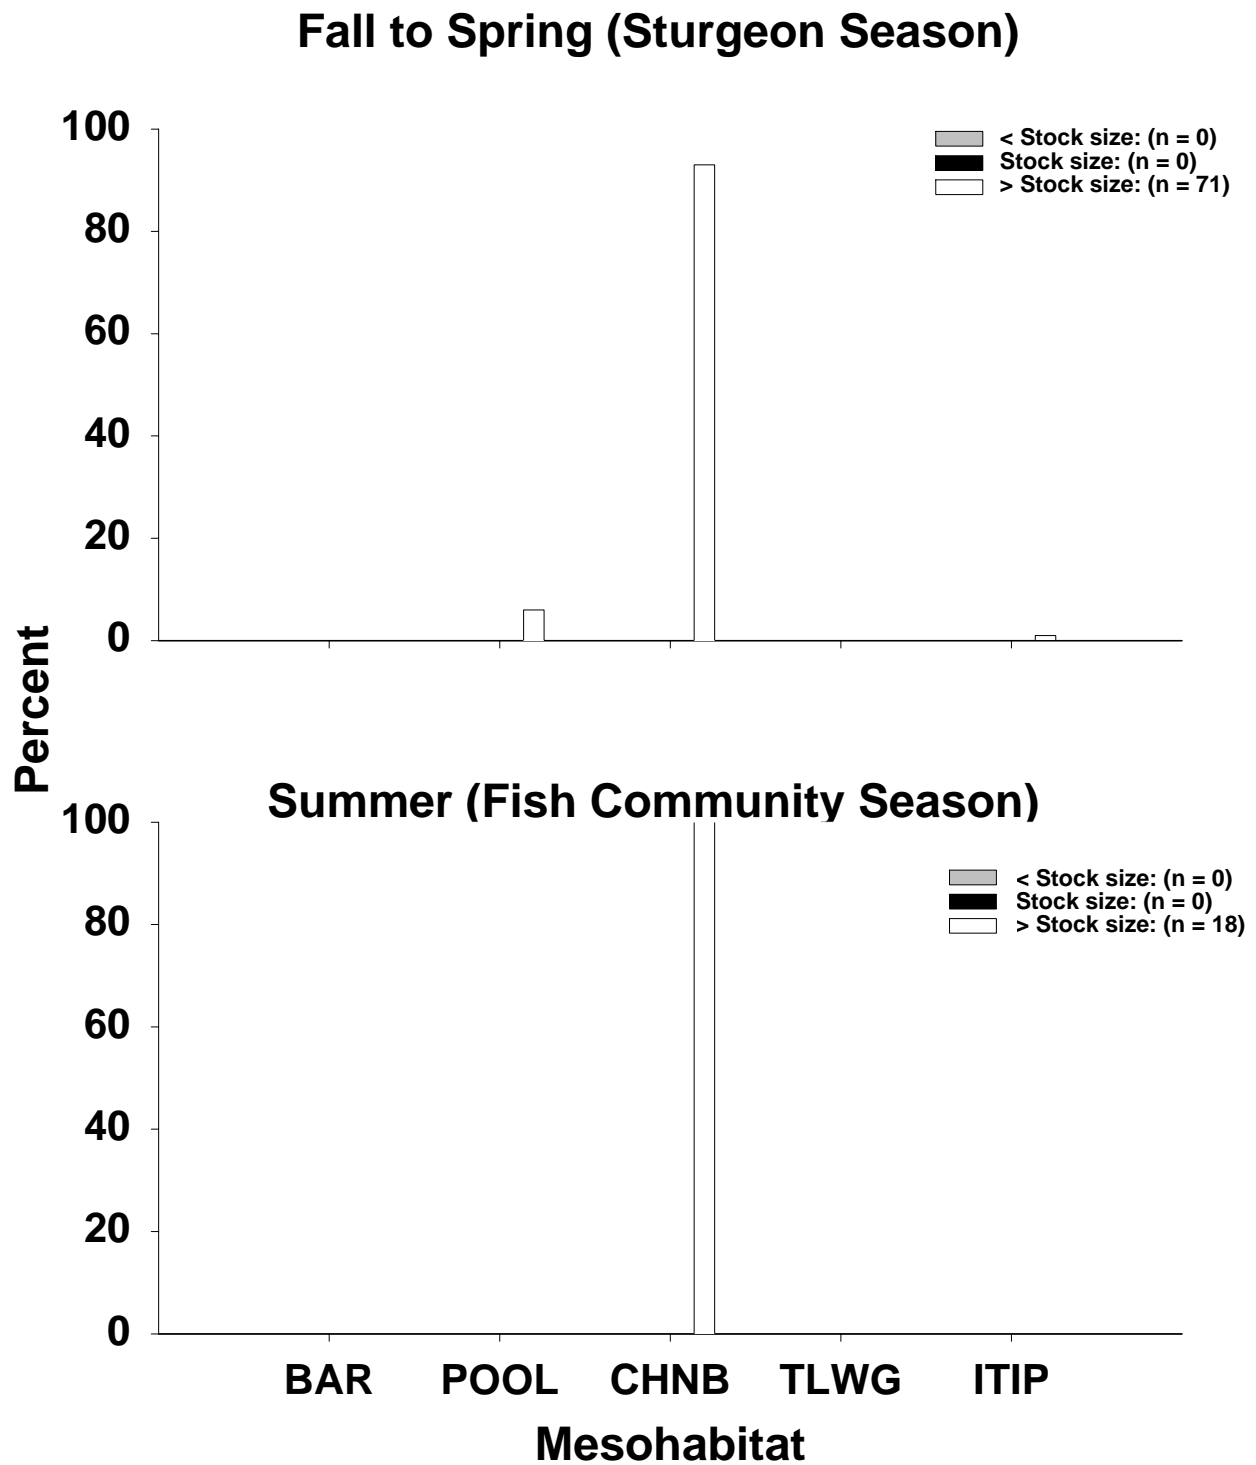 Fall to Spring (Sturgeon Season)
100
80
60
40
20
0
< Stock size: (n = 0)
Stock size: (n = 0)
> Stock size: (n = 71)
Percent
Summer (Fish Community Season)
100
80
60
40
20
0
< Stock size: (n = 0)
Stock size: (n = 0)
> Stock size: (n = 18)
BAR POOL CHNB TLWG ITIP
Mesohabitat